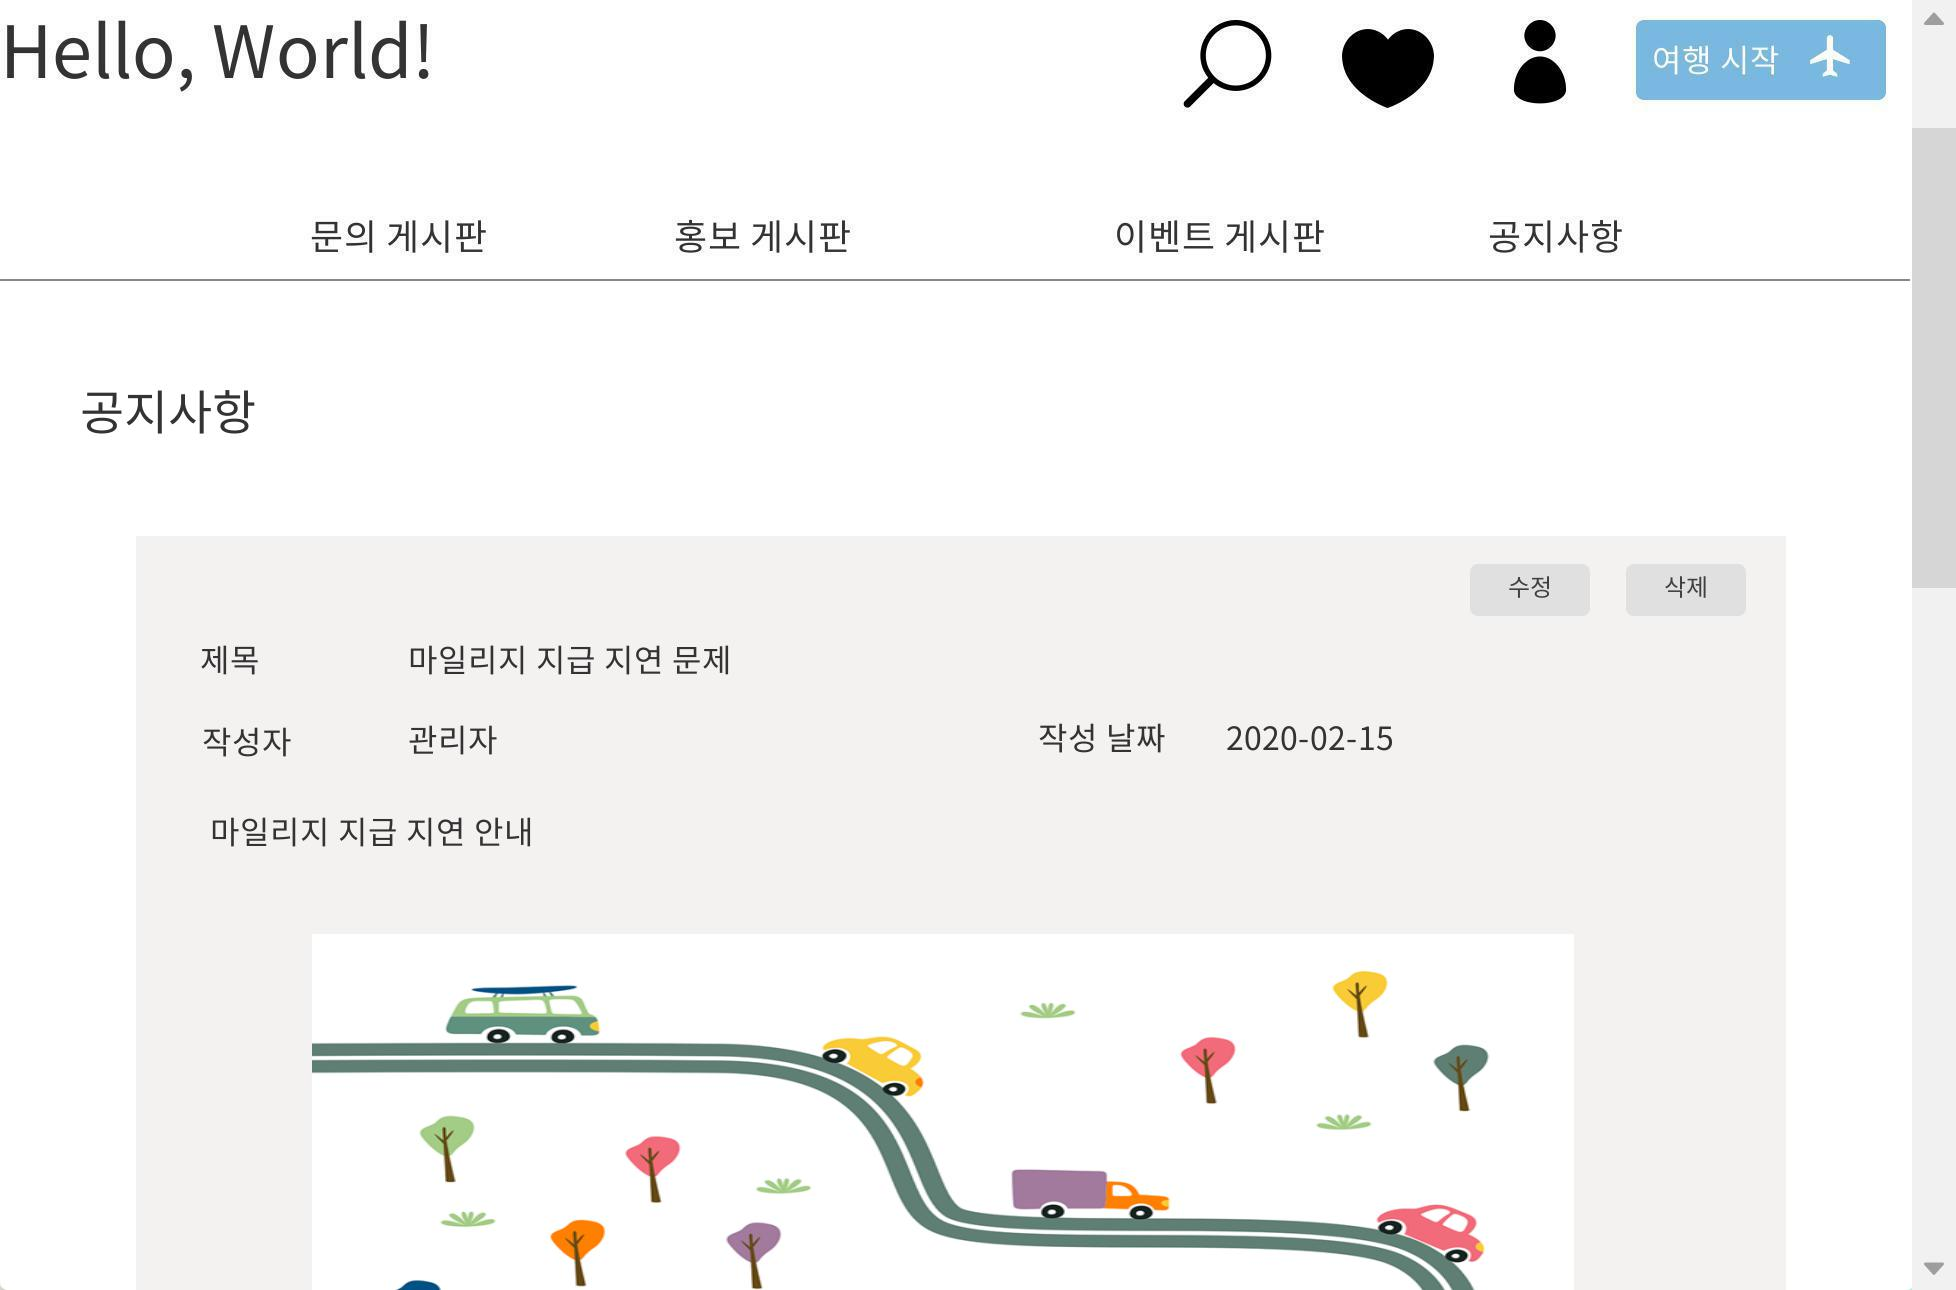 Hello, World!
여행 시작
문의 게시판 홍보 게시판 이벤트 게시판 공지사항
공지사항
수정 삭제
제목 마일리지 지급 지연 문제
작성자 관리자 작성 날짜 2020-02-15
마일리지 지급 지연 안내